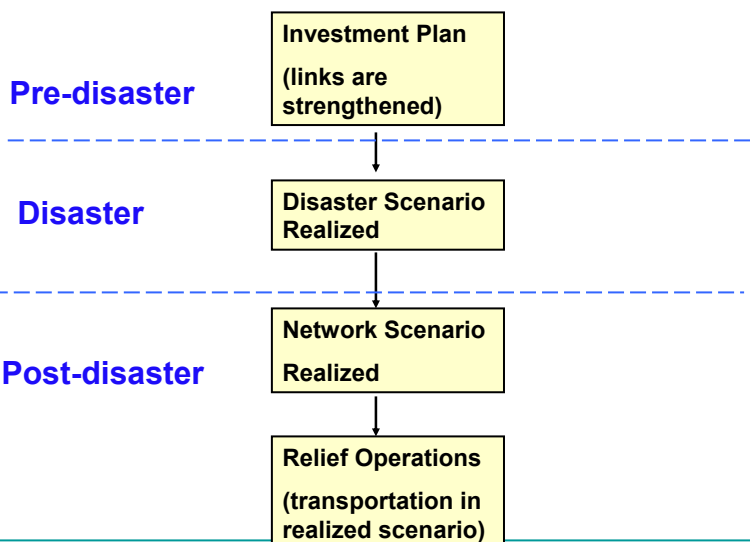 Investment Plan
(links are
strengthened)
Pre-disaster
Disaster
Disaster Scenario
Realized
Network Scenario
Realized
Post-disaster
Relief Operations
(transportation in
realized scenario)